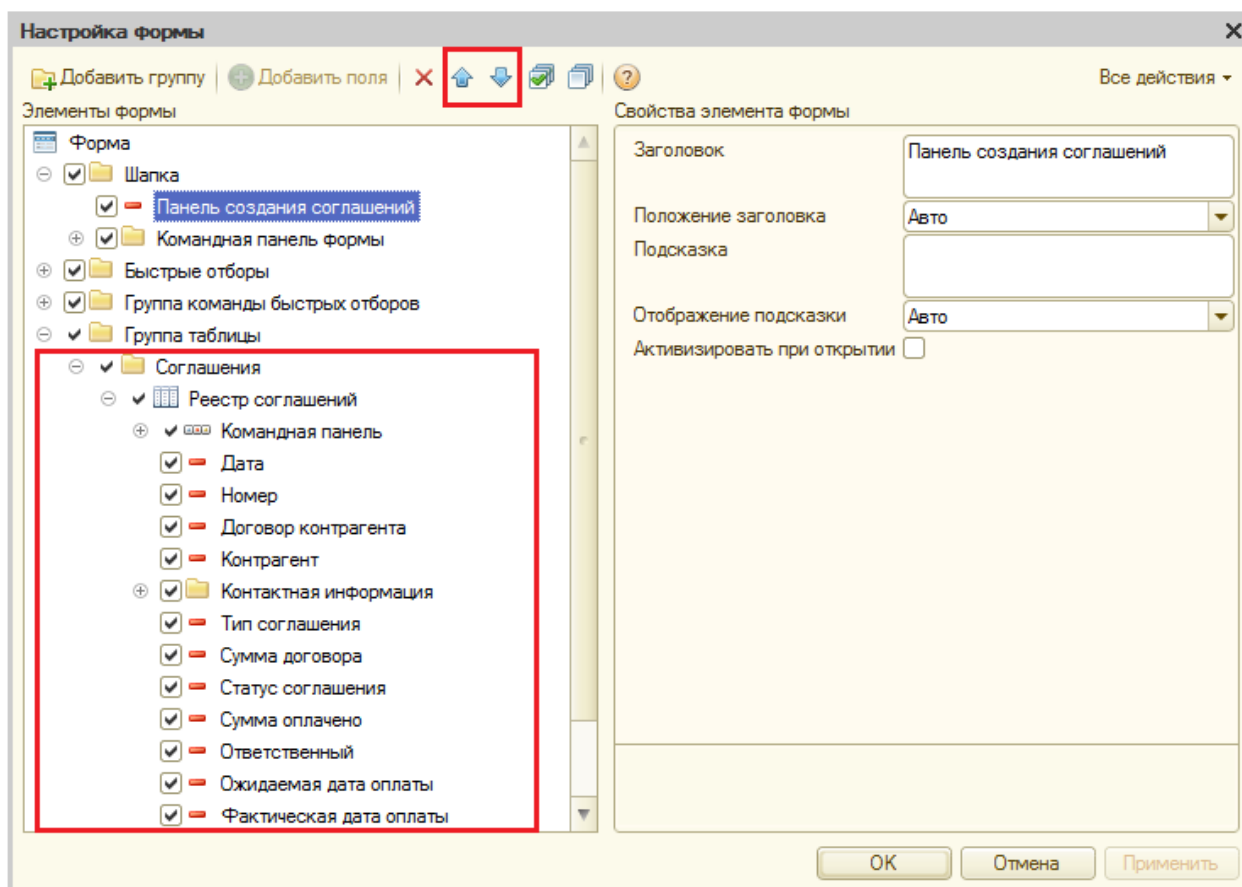 Настройка формы
Добавить группу Добавить поля Все действия
Элементы формы
Свойства элемента формы
Форма
Шапка
Панель создания соглашений
Командная панель формы
Быстрые отборы
Группа команды быстрых отборов
Группа таблицы
Соглашения
Реестр соглашений
Командная панель
Дата
Номер
Договор контрагента
Контрагент
Контактная информация
Тип соглашения
Сумма договора
Статус соглашения
Сумма оплачено
Ответственный
Ожидаемая дата оплаты
Фактическая дата оплаты
Заголовок Панель создания соглашений
Положение заголовка Авто
Подсказка
Отображение подсказки Авто
Активизировать при открытии
OK Отмена Применить